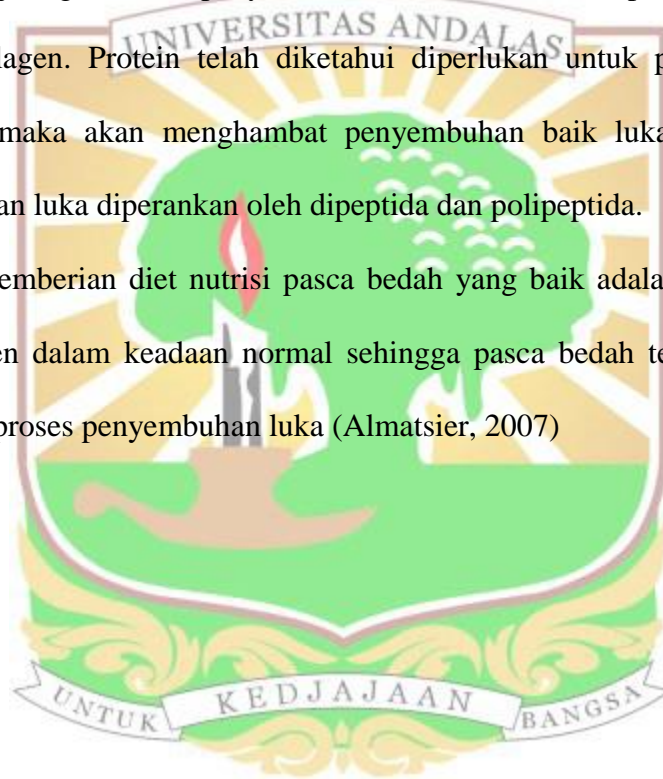 UNIVERSITAS ANDALAS
lagen. Protein telah diketahui diperlukan untuk p
maka akan menghambat penyembuhan baik luka
an luka diperankan oleh dipeptida dan polipeptida.
emberian diet nutrisi pasca bedah yang baik adala
en dalam keadaan normal sehingga pasca bedah te
proses penyembuhan luka (Almatsier, 2007)
UNTUK KEDJAJAAN BANGSA